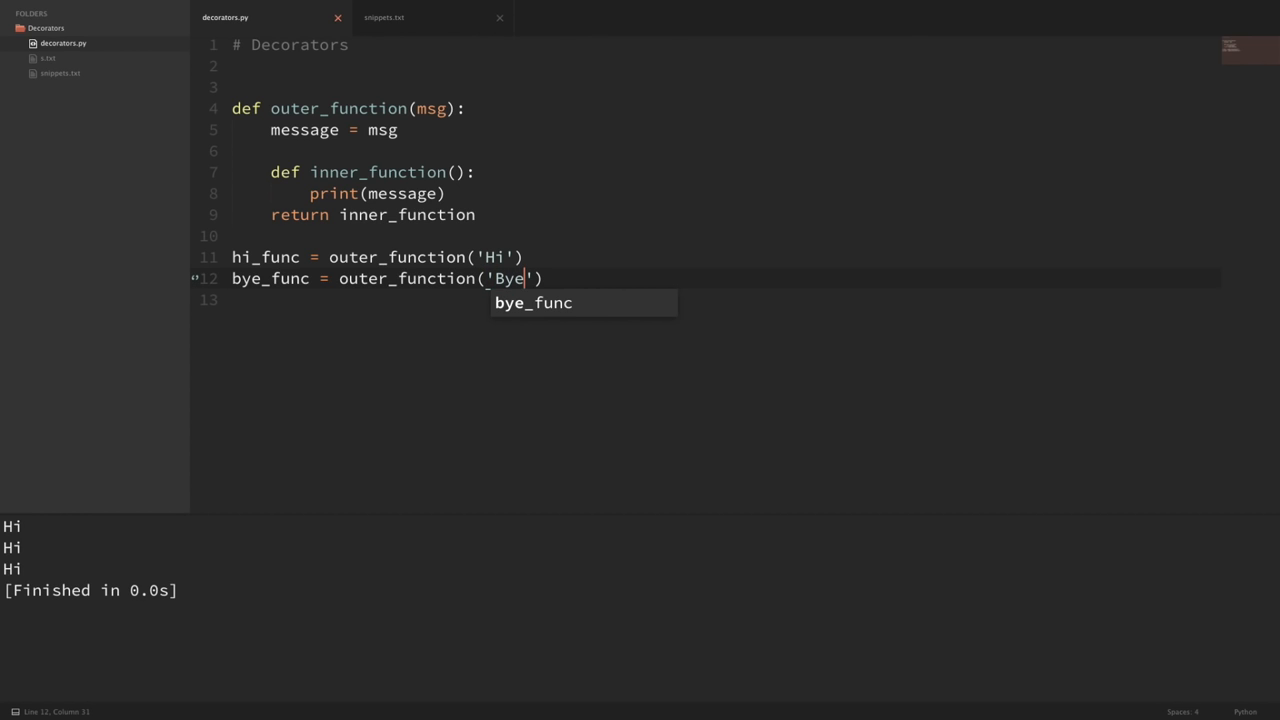 FOLDERS
Decorators
decorators.py
s.txt
snippets.txt
decorators.py
snippets.txt
1 # Decorators
2
3
4 def outer_function(msg):
5 message = msg
6
7 def inner_function():
8 print(message)
9 return inner_function
10
11 hi_func = outer_function('Hi')
12 bye_func = outer_function('Bye')
bye_func
13
Hi
Hi
Hi
[Finished in 0.0s]
Line 12, Column 31
Spaces: 4
Python